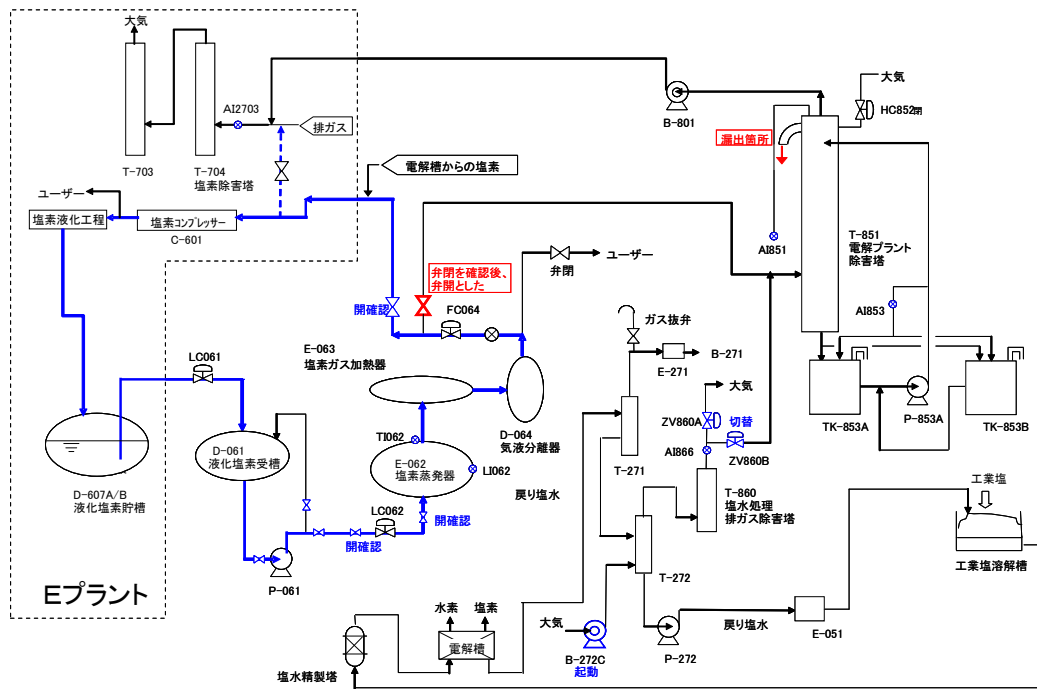 大気
AI2703
排ガス
T-703
T-704
塩素除害塔
ユーザー
塩素液化工程
塩素コンプレッサー
C-601
電解槽からの塩素
B-801
大気
HC852閉
漏出箇所
AI851
T-851
電解プラント
除害塔
AI853
TK-853A
P-853A
TK-853B
弁閉を確認後、
弁開とした
開確認
FC064
弁閉
ユーザー
E-063
塩素ガス加熱器
LC061
D-061
液化塩素受槽
D-607A/B
液化塩素貯槽
TI062
E-062
塩素蒸発器
LI062
D-064
気液分離器
LC062
開確認
開確認
P-061
Eプラント
ガス抜弁
E-271
B-271
T-271
戻り塩水
大気
ZV860A
切替
AI866
ZV860B
T-860
塩水処理
排ガス除害塔
T-272
工業塩
工業塩溶解槽
水素
塩素
電解槽
塩水精製塔
大気
B-272C
起動
P-272
戻り塩水
E-051